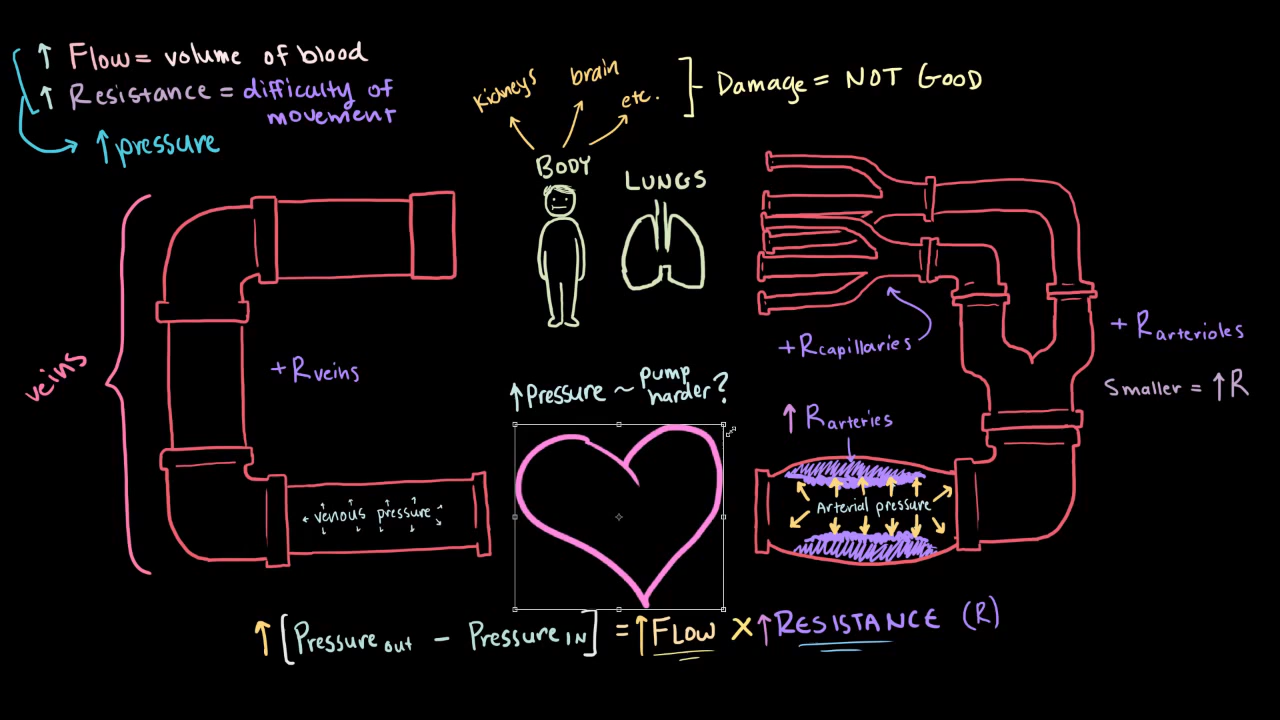 ↑ Flow = volume of blood
↑ Resistance = difficulty of
movement
↑ pressure
kidneys
brain
etc.
Damage = NOT GOOD
BODY
LUNGS
veins
+ Rveins
+ Rcapillaries
+ Rarterioles
Smaller = ↑R
↑Pressure ~ pump
harder?
↑ Rarteries
venous pressure
Arterial pressure
↑[Pressure out - Pressure IN] = ↑FLOW × ↑RESISTANCE (R)